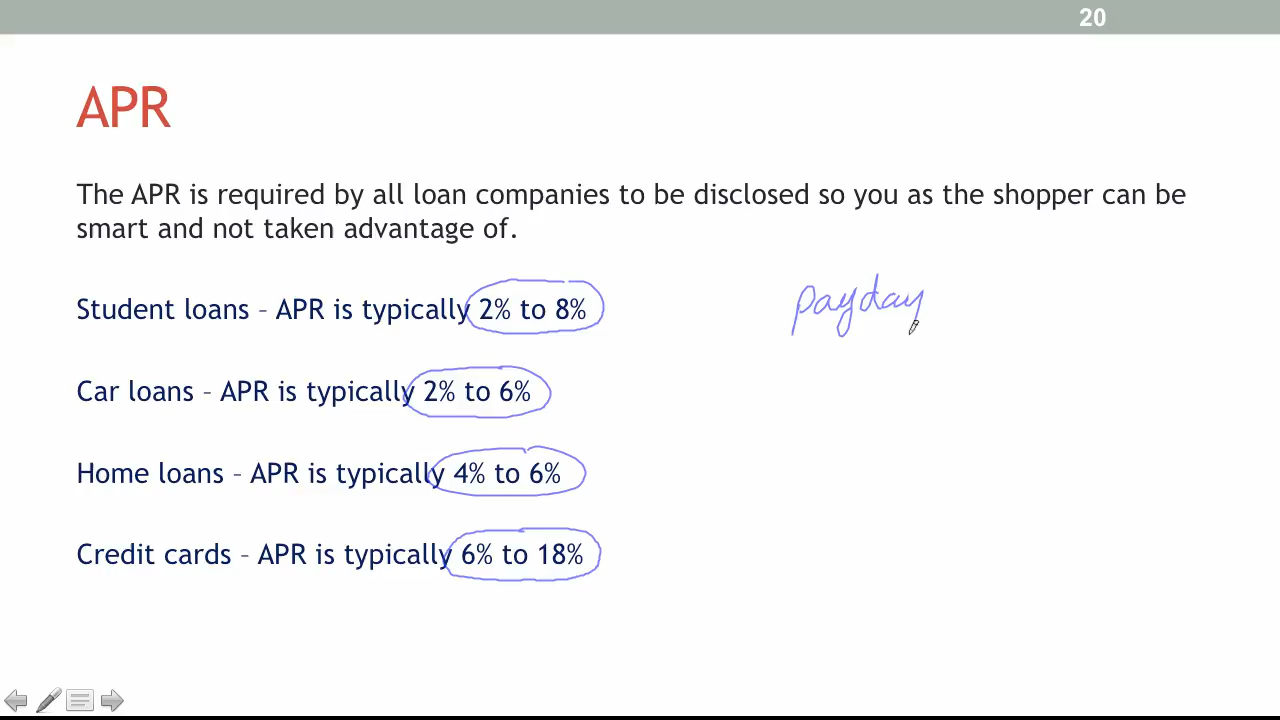 20
APR
The APR is required by all loan companies to be disclosed so you as the shopper can be
smart and not taken advantage of.
Student loans – APR is typically 2% to 8%
payday
Car loans – APR is typically 2% to 6%
Home loans – APR is typically 4% to 6%
Credit cards – APR is typically 6% to 18%